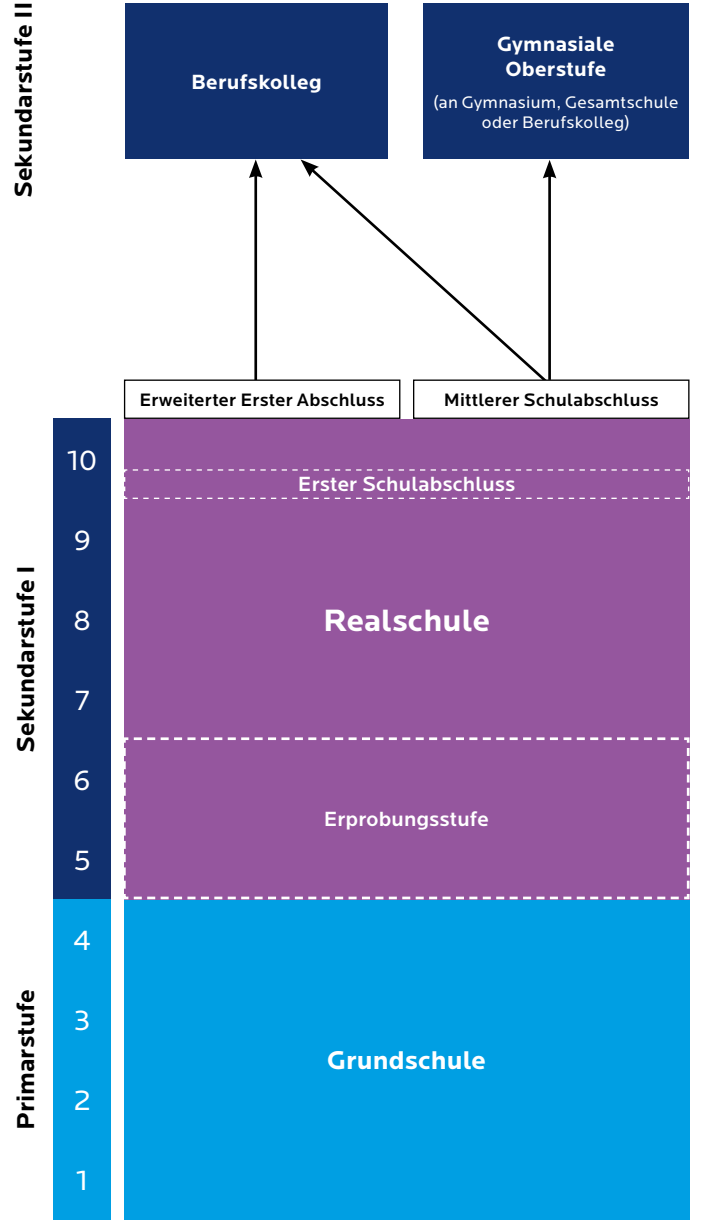 Sekundarstufe II
Berufskolleg
Gymnasiale
Oberstufe
(an Gymnasium, Gesamtschule
oder Berufskolleg)
Erweiterter Erster Abschluss
Mittlerer Schulabschluss
Sekundarstufe I
10
Erster Schulabschluss
9
8
Realschule
7
6
Erprobungsstufe
5
Primarstufe
4
3
Grundschule
2
1